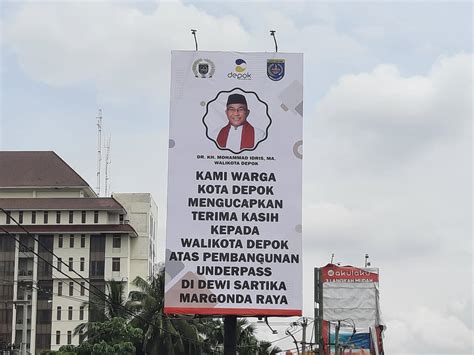 depok
DR. KH. MOHAMMAD IDRIS, MA.
WALIKOTA DEPOK
KAMI WARGA
KOTA DEPOK
MENGUCAPKAN
TERIMA KASIH
KEPADA
WALIKOTA DEPOK
ATAS PEMBANGUNAN
UNDERPASS
DI DEWI SARTIKA
MARGONDA RAYA
akulaku